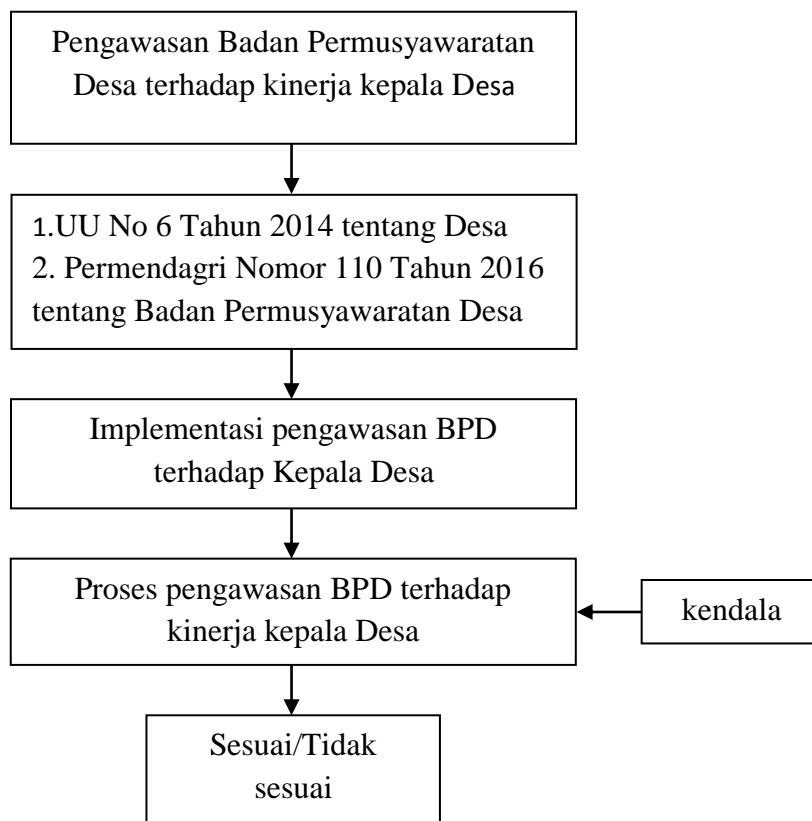 Pengawasan Badan Permusyawaratan
Desa terhadap kinerja kepala Desa
1.UU No 6 Tahun 2014 tentang Desa
2. Permendagri Nomor 110 Tahun 2016
tentang Badan Permusyawaratan Desa
Implementasi pengawasan BPD
terhadap Kepala Desa
Proses pengawasan BPD terhadap
kinerja kepala Desa
kendala
Sesuai/Tidak
sesuai